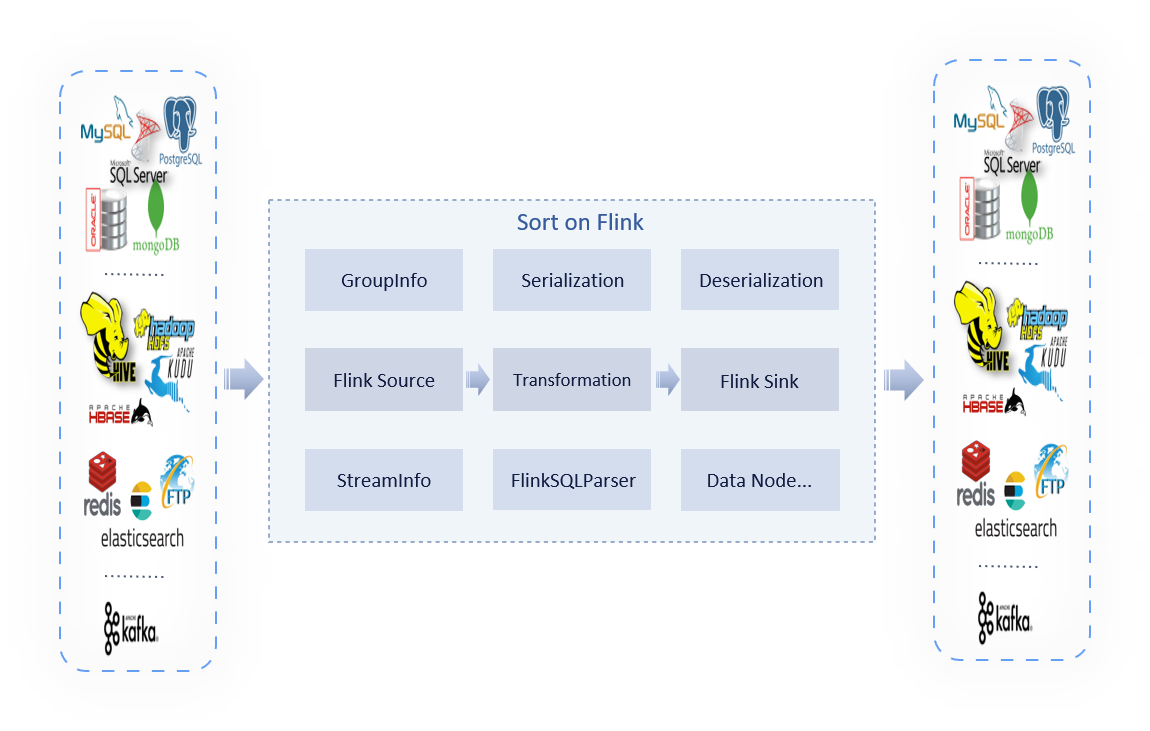 MySQL
PostgreSQL
Microsoft®
SQL Server
ORACLE
mongoDB
hadoop
HDFS
HIVE
APACHE
KUDU
APACHE
HBASE
redis
FTP
elasticsearch
APACHE
kafka®
Sort on Flink
GroupInfo Serialization Deserialization
Flink Source Transformation Flink Sink
StreamInfo FlinkSQLParser Data Node...
MySQL
PostgreSQL
Microsoft®
SQL Server
ORACLE
mongoDB
hadoop
HDFS
HIVE
APACHE
KUDU
APACHE
HBASE
redis
FTP
elasticsearch
APACHE
kafka®